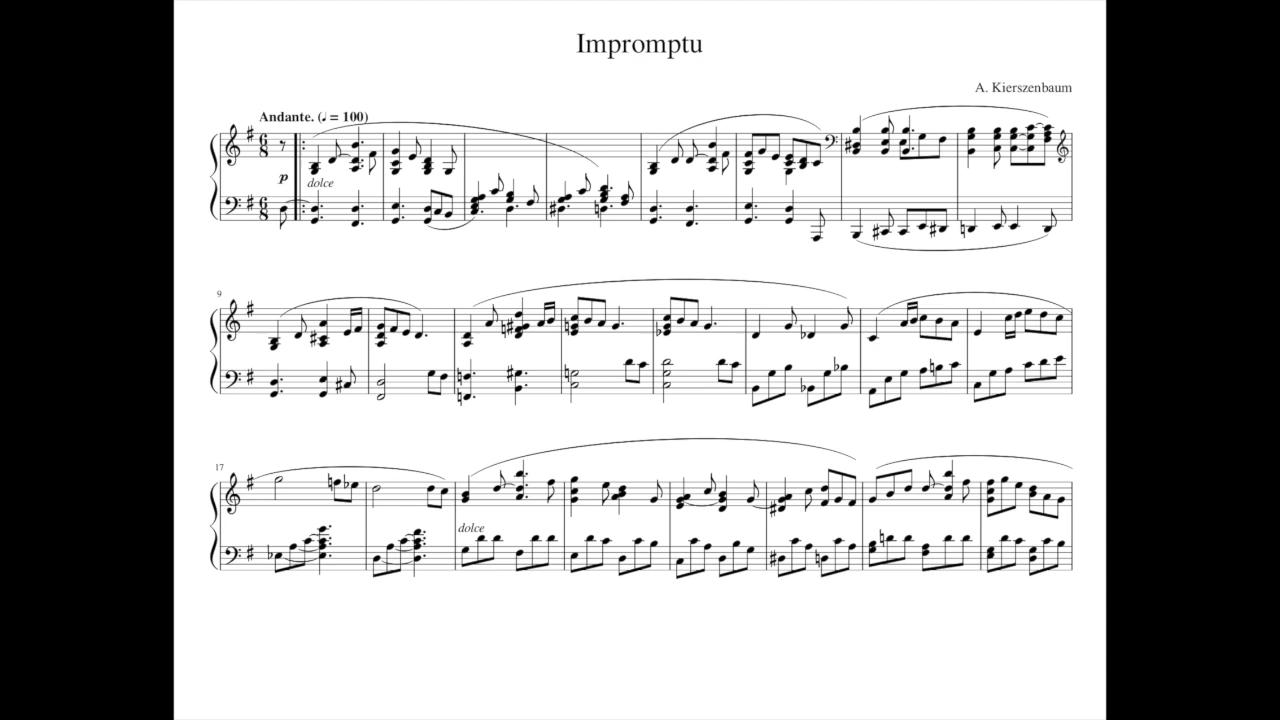 Impromptu
A. Kierszenbaum
Andante. (♩ = 100)
6 8
p
dolce
6 8
9
17
dolce